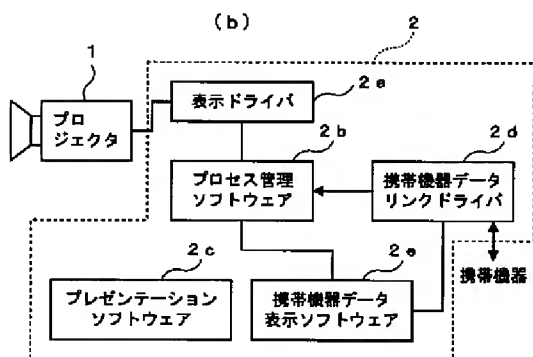 (b)
2
1
プロ
ジェクタ
表示ドライバ
2a
2b
プロセス管理
ソフトウェア
2d
携帯機器データ
リンクドライバ
携帯機器
2c
プレゼンテーション
ソフトウェア
2e
携帯機器データ
表示ソフトウェア